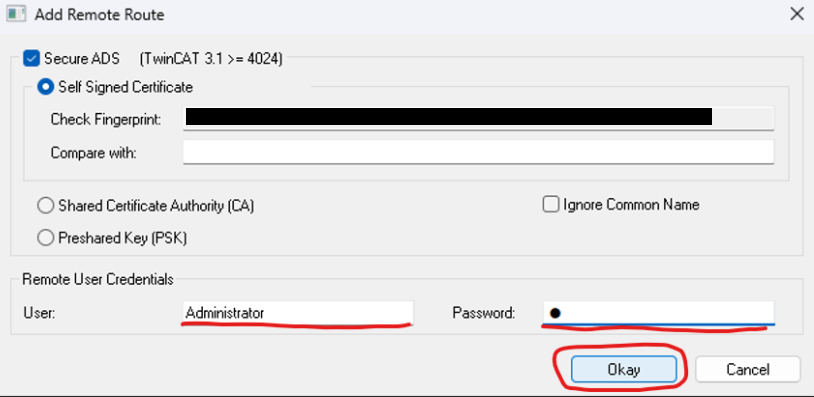 Add Remote Route
Secure ADS (TwinCAT 3.1 >= 4024)
Self Signed Certificate
Check Fingerprint:
Compare with:
Shared Certificate Authority (CA)
Ignore Common Name
Preshared Key (PSK)
Remote User Credentials
User: Administrator Password: ●
Okay Cancel